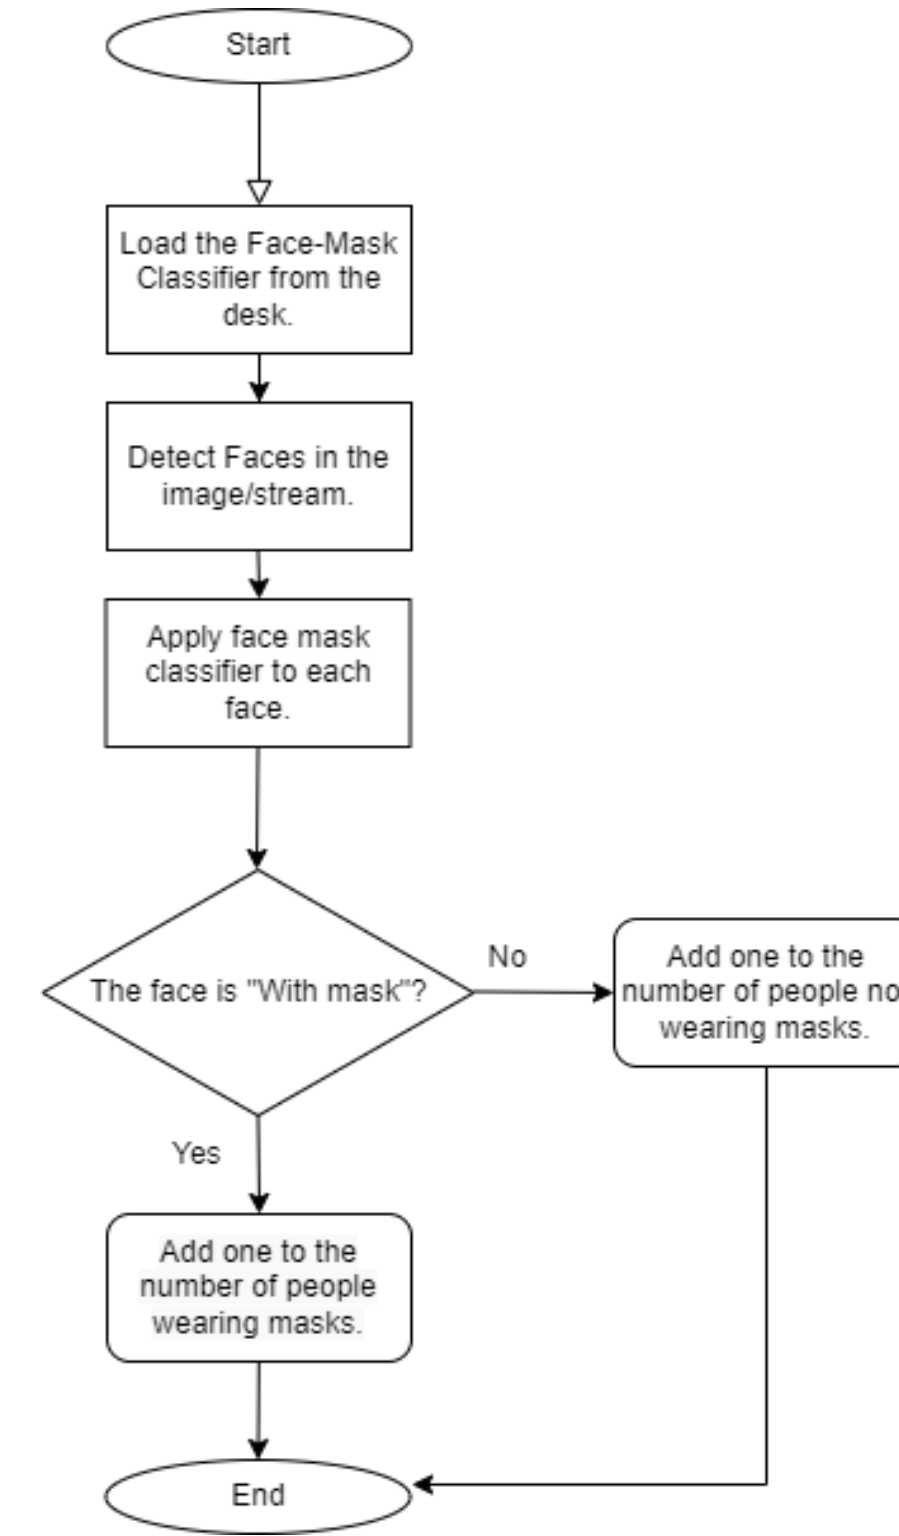 Start
Load the Face-Mask
Classifier from the
desk.
Detect Faces in the
image/stream.
Apply face mask
classifier to each
face.
The face is "With mask"?
No
Add one to the
number of people no
wearing masks.
Yes
Add one to the
number of people
wearing masks.
End